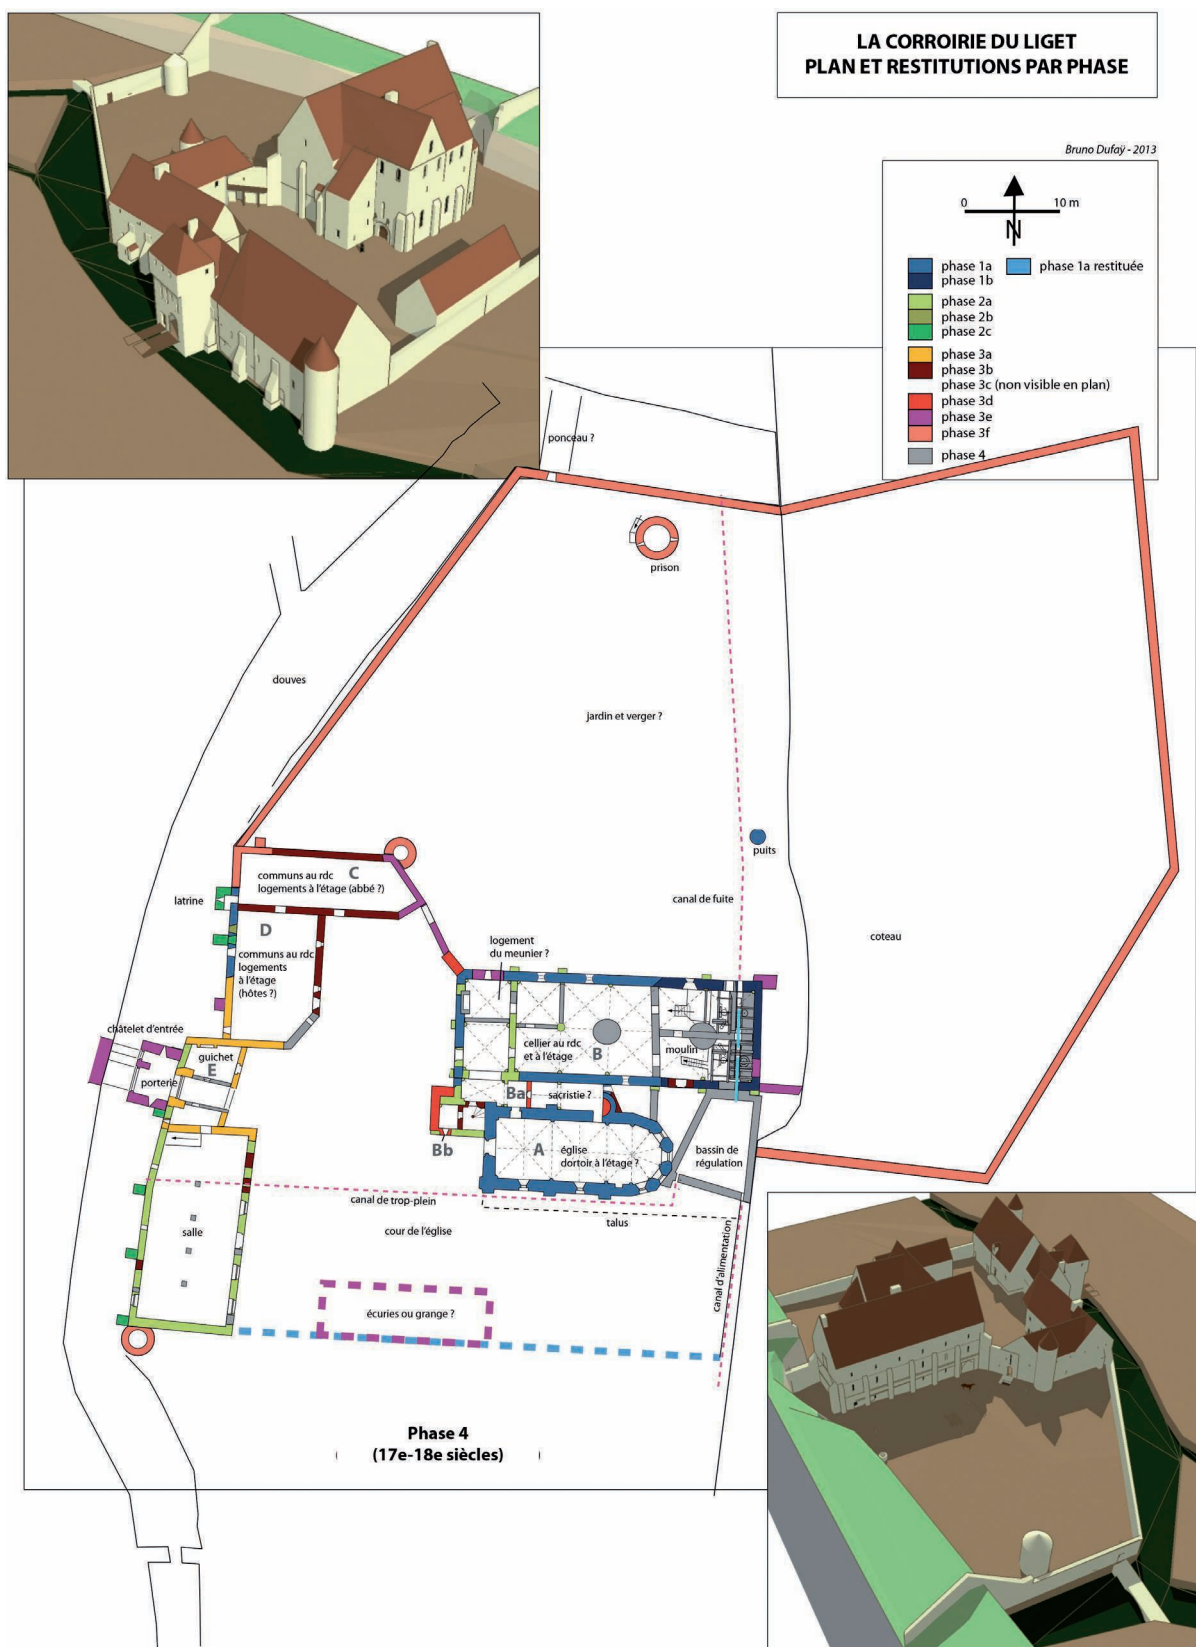 LA CORROIRIE DU LIGET
PLAN ET RESTITUTIONS PAR PHASE
Bruno Dufaÿ - 2013
0 10 m
N
phase 1a
phase 1a restituée
phase 1b
phase 2a
phase 2b
phase 2c
phase 3a
phase 3b
phase 3c (non visible en plan)
phase 3d
phase 3e
phase 3f
phase 4
ponceau ?
prison
douves
jardin et verger ?
puits
C
communs au rdc
logements à l'étage (abbé ?)
latrine
canal de fuite
D
coteau
logement
du meunier ?
communs au rdc
logements
à l'étage
(hôtes ?)
châtelet d'entrée
guichet
E
porterie
cellier au rdc
et à l'étage
B
moulin
Ba
sacristie ?
Bb
A
église
dortoir à l'étage ?
bassin de
régulation
canal de trop-plein
talus
cour de l'église
salle
canal d'alimentation
écuries ou grange ?
Phase 4
(17e-18e siècles)